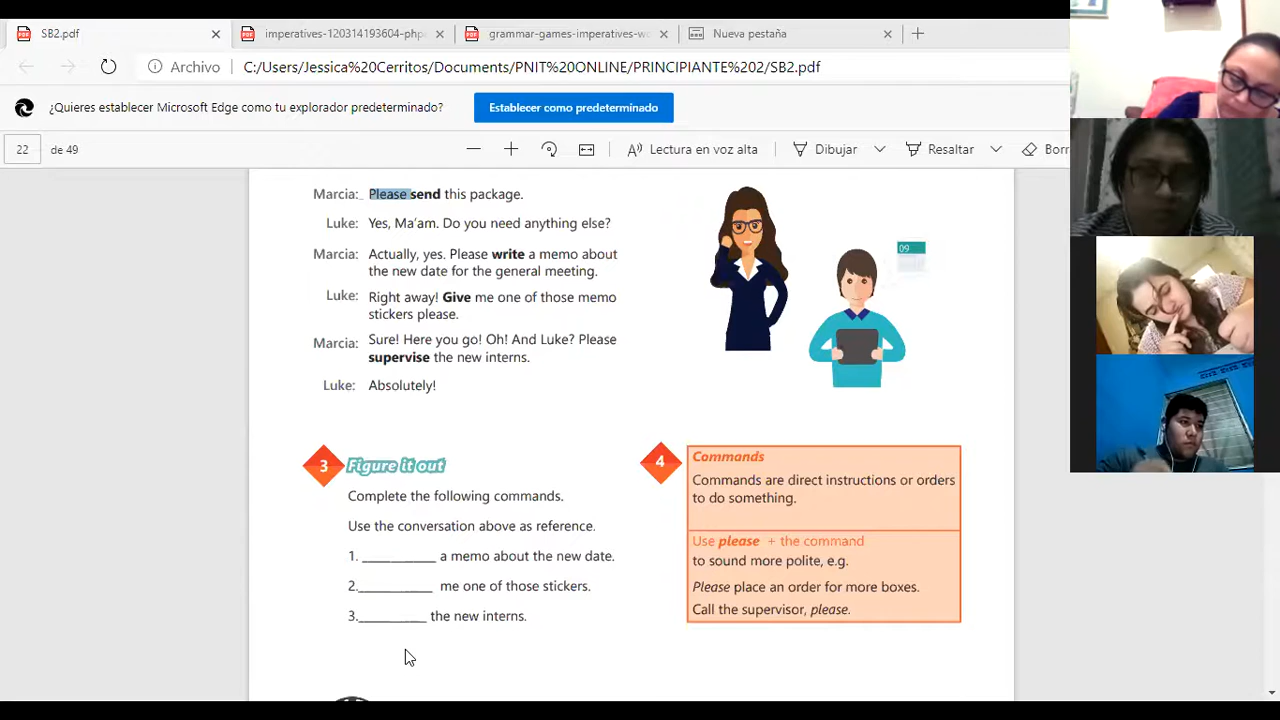 SB2.pdf
imperatives-120314193604-php
grammar-games-imperatives-wo
Nueva pestaña
Archivo
C:/Users/Jessica%20Cerritos/Documents/PNIT%20ONLINE/PRINCIPIANTE%202/SB2.pdf
¿Quieres establecer Microsoft Edge como tu explorador predeterminado?
Establecer como predeterminado
22 de 49
Lectura en voz alta
Dibujar
Resaltar
Borr
Marcia: Please send this package.
Luke: Yes, Ma'am. Do you need anything else?
Marcia: Actually, yes. Please write a memo about
the new date for the general meeting.
Luke: Right away! Give me one of those memo
stickers please.
Marcia: Sure! Here you go! Oh! And Luke? Please
supervise the new interns.
Luke: Absolutely!
09
3 Figure it out
Complete the following commands.
Use the conversation above as reference.
1. __________ a memo about the new date.
2.__________ me one of those stickers.
3.__________ the new interns.
4 Commands
Commands are direct instructions or orders
to do something.
Use please + the command
to sound more polite, e.g.
Please place an order for more boxes.
Call the supervisor, please.